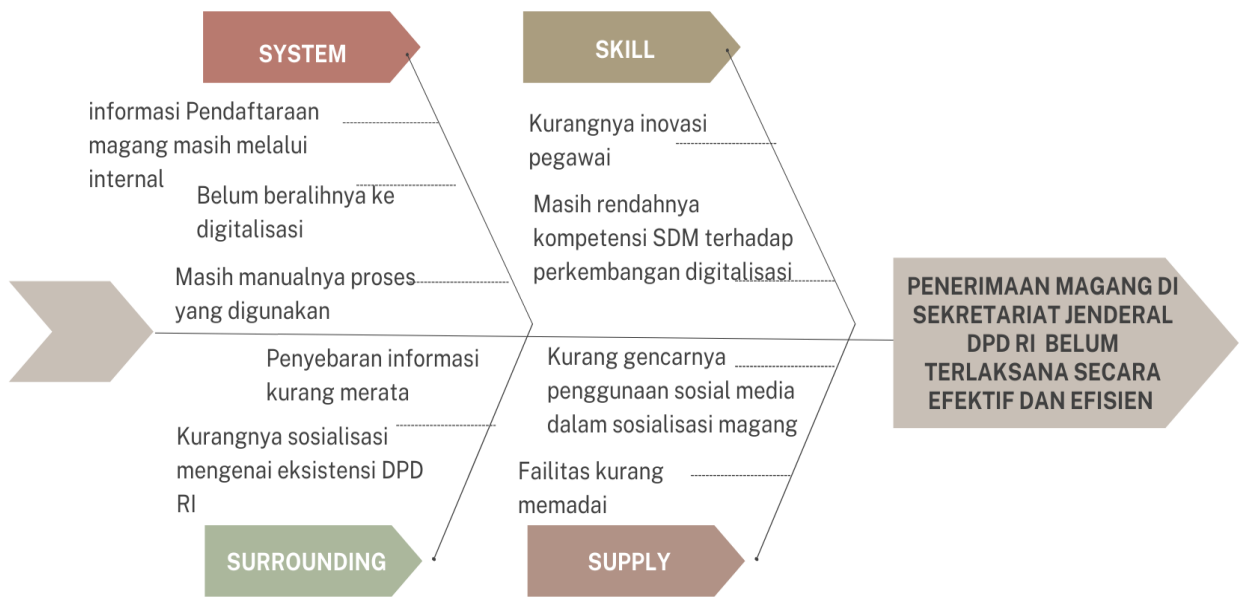 SYSTEM
informasi Pendaftaraan
magang masih melalui
internal
Belum beralihnya ke
digitalisasi
Masih manualnya proses
yang digunakan
SKILL
Kurangnya inovasi
pegawai
Masih rendahnya
kompetensi SDM terhadap
perkembangan digitalisasi
PENERIMAAN MAGANG DI
SEKRETARIAT JENDERAL
DPD RI BELUM
TERLAKSANA SECARA
EFEKTIF DAN EFISIEN
Penyebaran informasi
kurang merata
Kurangnya sosialisasi
mengenai eksistensi DPD
RI
SURROUNDING
Kurang gencarnya
penggunaan sosial media
dalam sosialisasi magang
Failitas kurang
memadai
SUPPLY